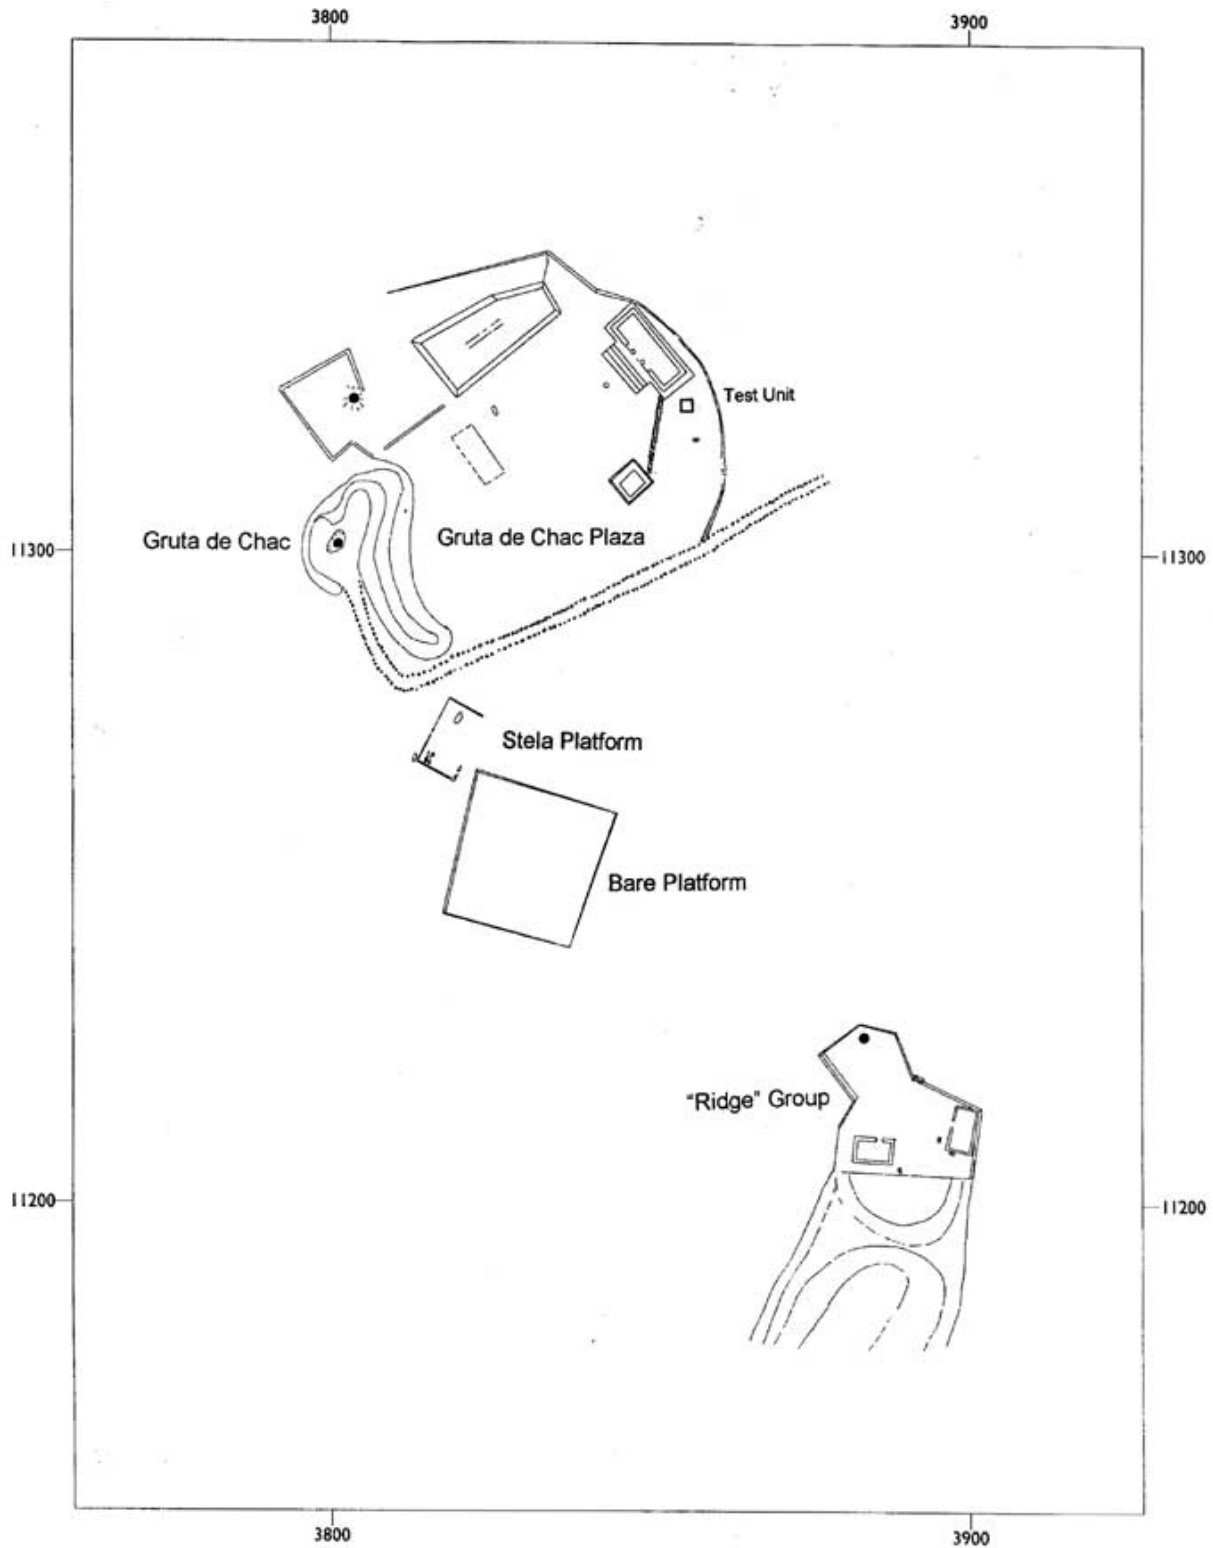 3800 3900
Test Unit
Gruta de Chac
Gruta de Chac Plaza
11300 11300
Stela Platform
Bare Platform
"Ridge" Group
11200 11200
3800 3900